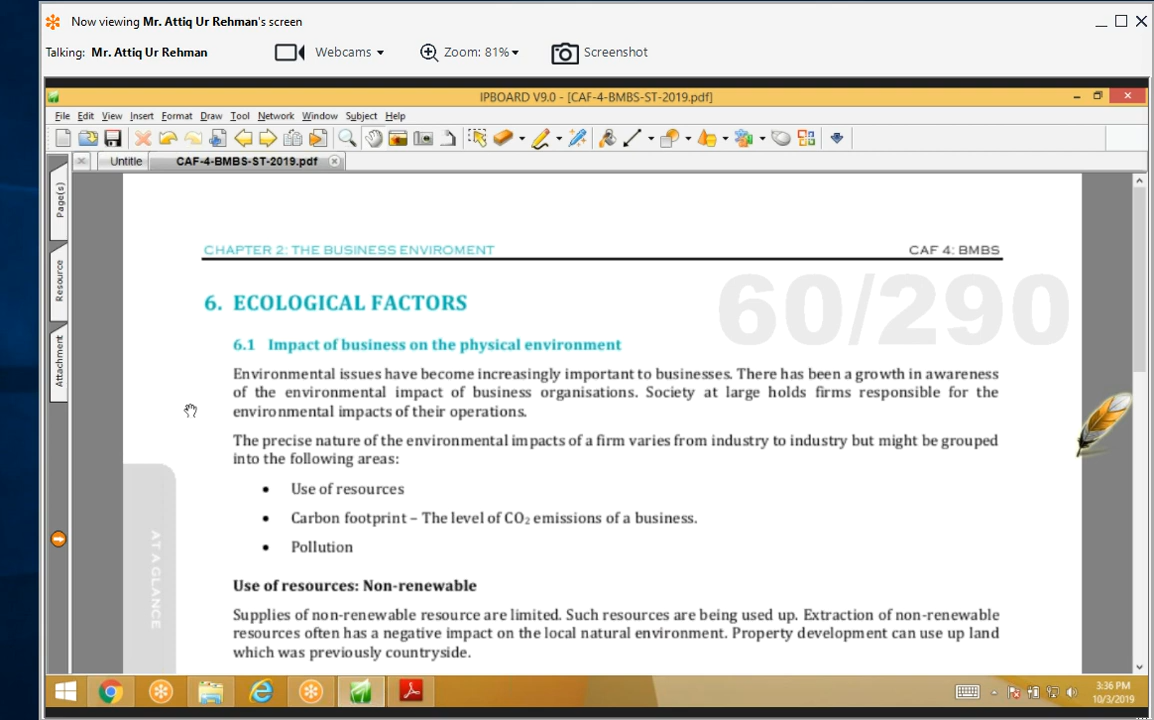 Now viewing Mr. Attiq Ur Rehman's screen
Talking: Mr. Attiq Ur Rehman Webcams Zoom: 81% Screenshot
IPBOARD V9.0 - [CAF-4-BMBS-ST-2019.pdf]
File Edit View Insert Format Draw Tool Network Window Subject Help
Untitle CAF-4-BMBS-ST-2019.pdf
Page(s)
Resource
Attachment
CHAPTER 2: THE BUSINESS ENVIROMENT CAF 4: BMBS
60/290
6. ECOLOGICAL FACTORS
6.1 Impact of business on the physical environment
Environmental issues have become increasingly important to businesses. There has been a growth in awareness
of the environmental impact of business organisations. Society at large holds firms responsible for the
environmental impacts of their operations.
The precise nature of the environmental impacts of a firm varies from industry to industry but might be grouped
into the following areas:
• Use of resources
• Carbon footprint – The level of CO₂ emissions of a business.
• Pollution
AT A GLANCE
Use of resources: Non-renewable
Supplies of non-renewable resource are limited. Such resources are being used up. Extraction of non-renewable
resources often has a negative impact on the local natural environment. Property development can use up land
which was previously countryside.
3:36 PM
10/3/2019